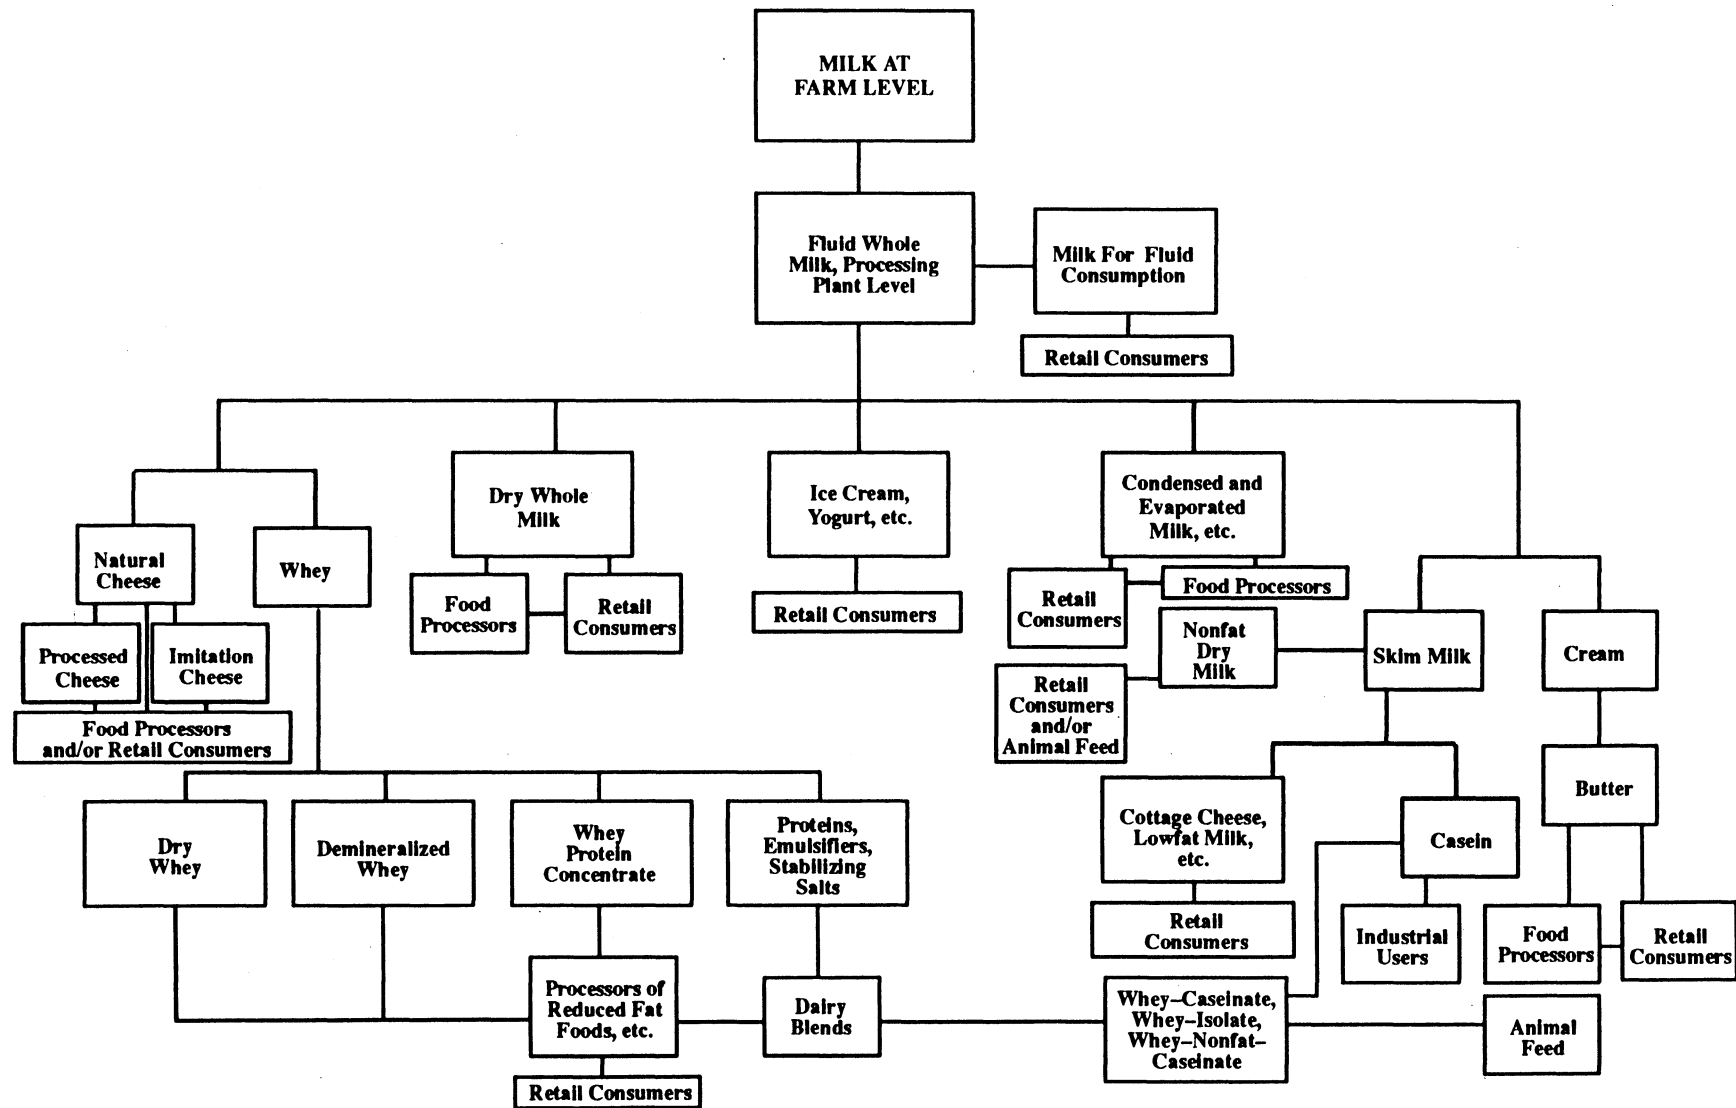 MILK AT
FARM LEVEL
Fluid Whole
Milk, Processing
Plant Level
Milk For Fluid
Consumption
Retail Consumers
Natural
Cheese
Whey
Dry Whole
Milk
Ice Cream,
Yogurt, etc.
Condensed and
Evaporated
Milk, etc.
Food
Processors
Retail
Consumers
Retail Consumers
Retail
Consumers
Food Processors
Processed
Cheese
Imitation
Cheese
Nonfat
Dry
Milk
Skim Milk
Cream
Food Processors
and/or Retail Consumers
Retail
Consumers
and/or
Animal Feed
Dry
Whey
Demineralized
Whey
Whey
Protein
Concentrate
Proteins,
Emulsifiers,
Stabilizing
Salts
Cottage Cheese,
Lowfat Milk,
etc.
Casein
Butter
Retail
Consumers
Industrial
Users
Food
Processors
Retail
Consumers
Processors of
Reduced Fat
Foods, etc.
Dairy
Blends
Whey–Caseinate,
Whey–Isolate,
Whey–Nonfat–
Caseinate
Animal
Feed
Retail Consumers